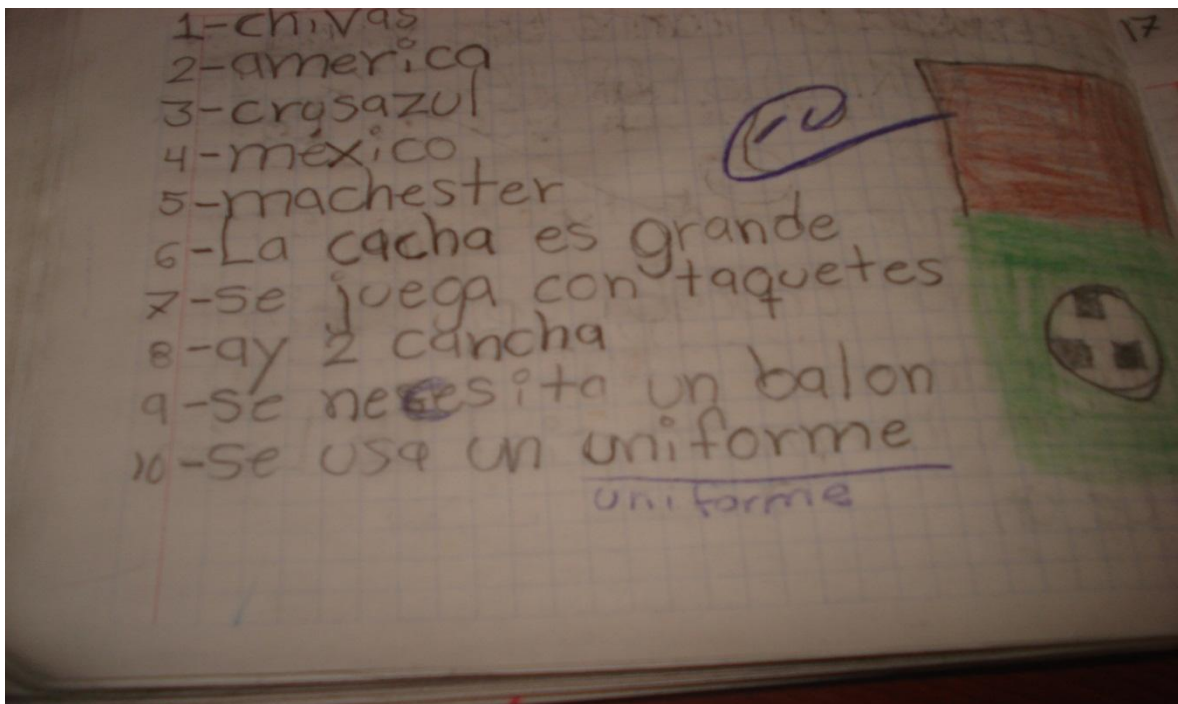 1-chivas
17
2-america
3-crusazul
4-méxico
5-machester
6-La cacha es grande
7-se juega con taquetes
8-ay 2 cancha
9-se necesita un balon
10-se usa un uniforme
uniforme